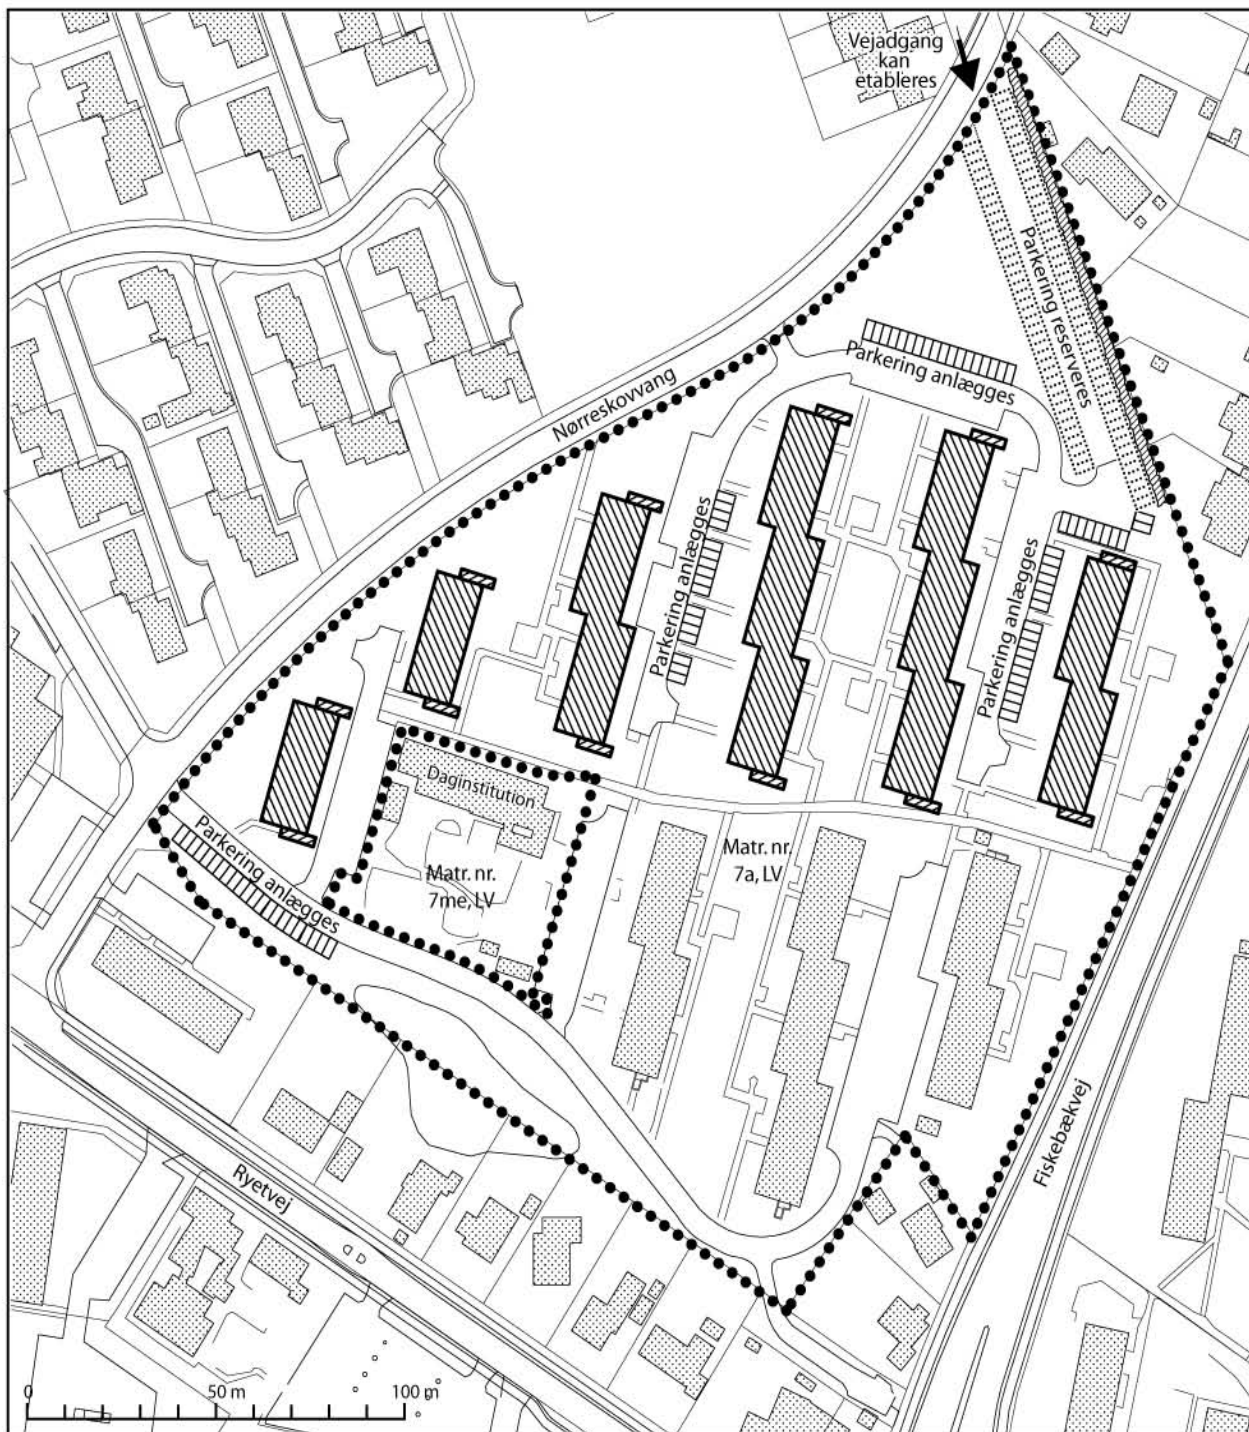 Vejadgang
kan
etableres
Parkering reserveres
Parkering anlægges
Nørreskovvang
Parkering anlægges
Parkering anlægges
Daginstitution
Parkering anlægges
Matr. nr.
7me, LV
Matr. nr.
7a, LV
Fiskebækvej
Ryetvej
0 50 m 100 m